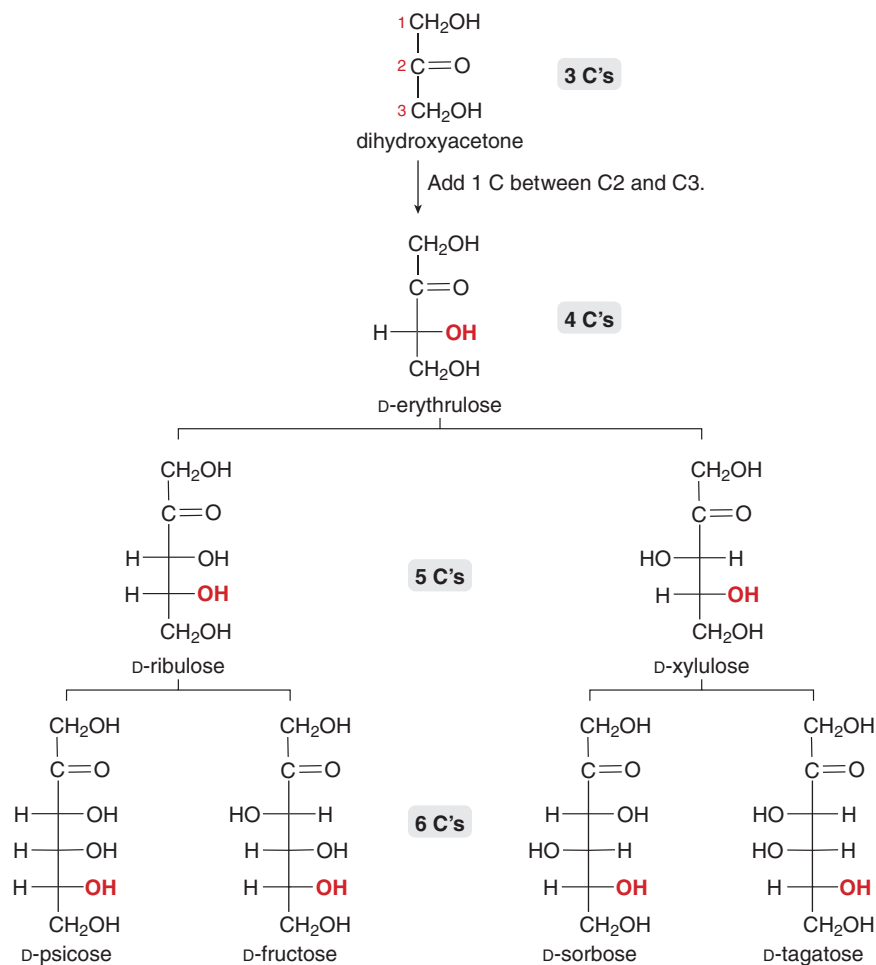 1 CH2OH
2 C=O
3 C's
3 CH2OH
dihydroxyacetone
Add 1 C between C2 and C3.
CH2OH
C=O
4 C's
H OH
CH2OH
D-erythrulose
CH2OH
C=O
H OH
H OH
CH2OH
D-ribulose
5 C's
CH2OH
C=O
HO H
H OH
CH2OH
D-xylulose
CH2OH
C=O
H OH
H OH
H OH
CH2OH
D-psicose
CH2OH
C=O
HO H
H OH
H OH
CH2OH
D-fructose
6 C's
CH2OH
C=O
H OH
HO H
H OH
CH2OH
D-sorbose
CH2OH
C=O
HO H
HO H
H OH
CH2OH
D-tagatose